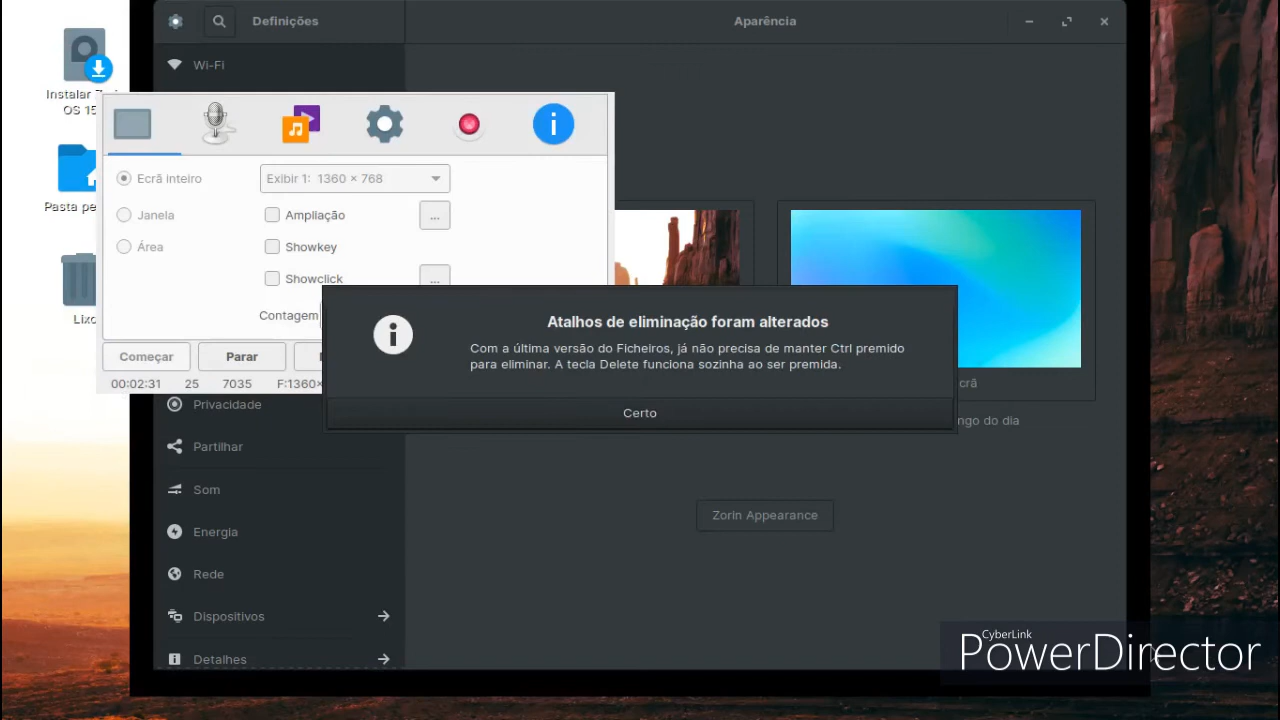 Definições
Aparência
Wi-Fi
Instalar
OS 15
Pasta pe
Lixo
Ecrã inteiro
Exibir 1: 1360 × 768
Janela
Ampliação
...
Área
Showkey
Showclick
...
Contagem
Começar
Parar
00:02:31
25
7035
F:1360×
Atalhos de eliminação foram alterados
Com a última versão do Ficheiros, já não precisa de manter Ctrl premido
para eliminar. A tecla Delete funciona sozinha ao ser premida.
Certo
crã
ngo do dia
Privacidade
Partilhar
Som
Energia
Rede
Dispositivos
Detalhes
Zorin Appearance
CyberLink
PowerDirector